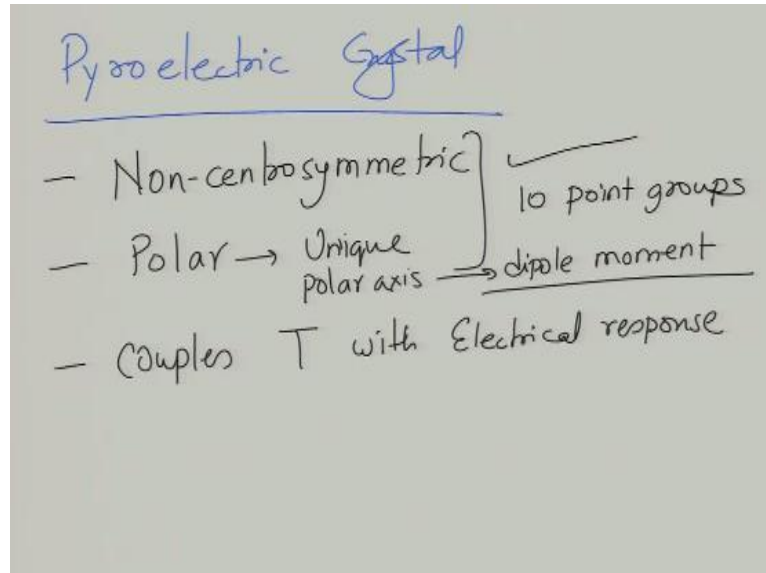 Pyroelectric Crystal
– Non-centrosymmetric
10 point groups
– Polar → Unique
polar axis → dipole moment
– Couples T with Electrical response